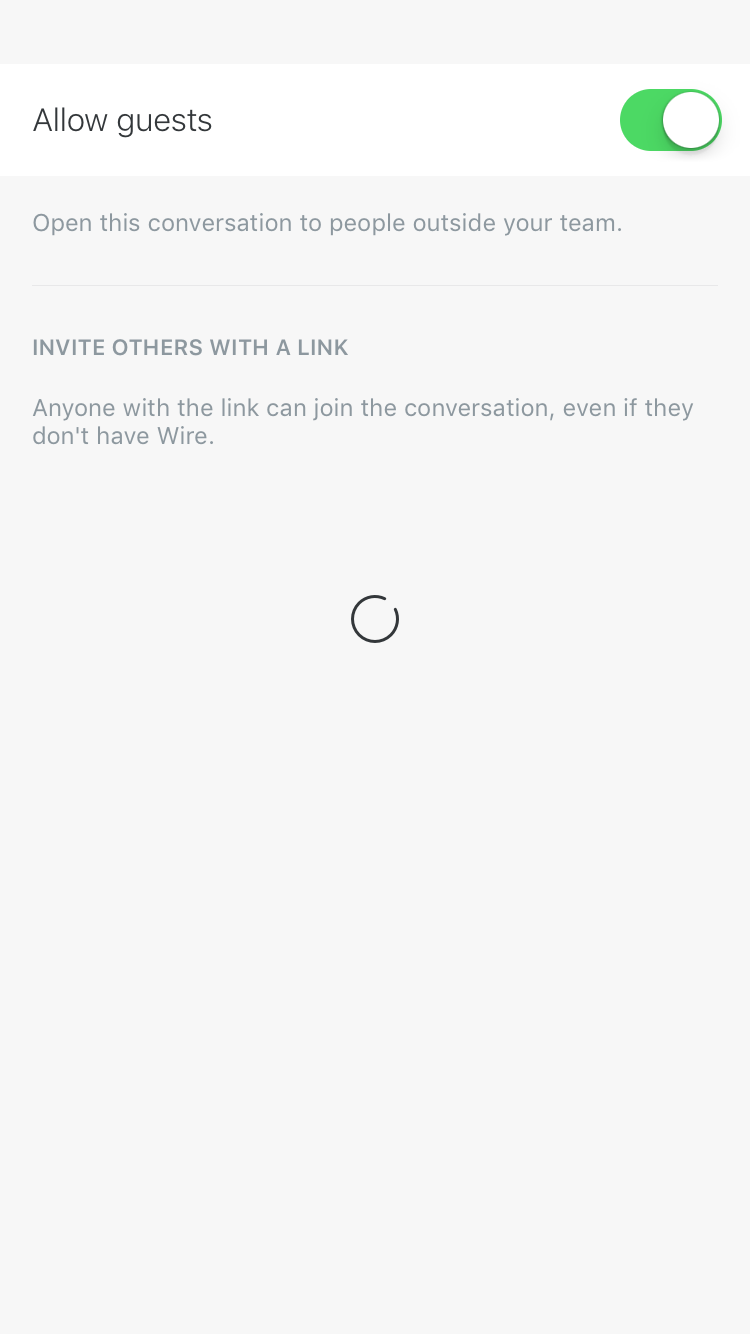 Allow guests
Open this conversation to people outside your team.
INVITE OTHERS WITH A LINK
Anyone with the link can join the conversation, even if they
don't have Wire.